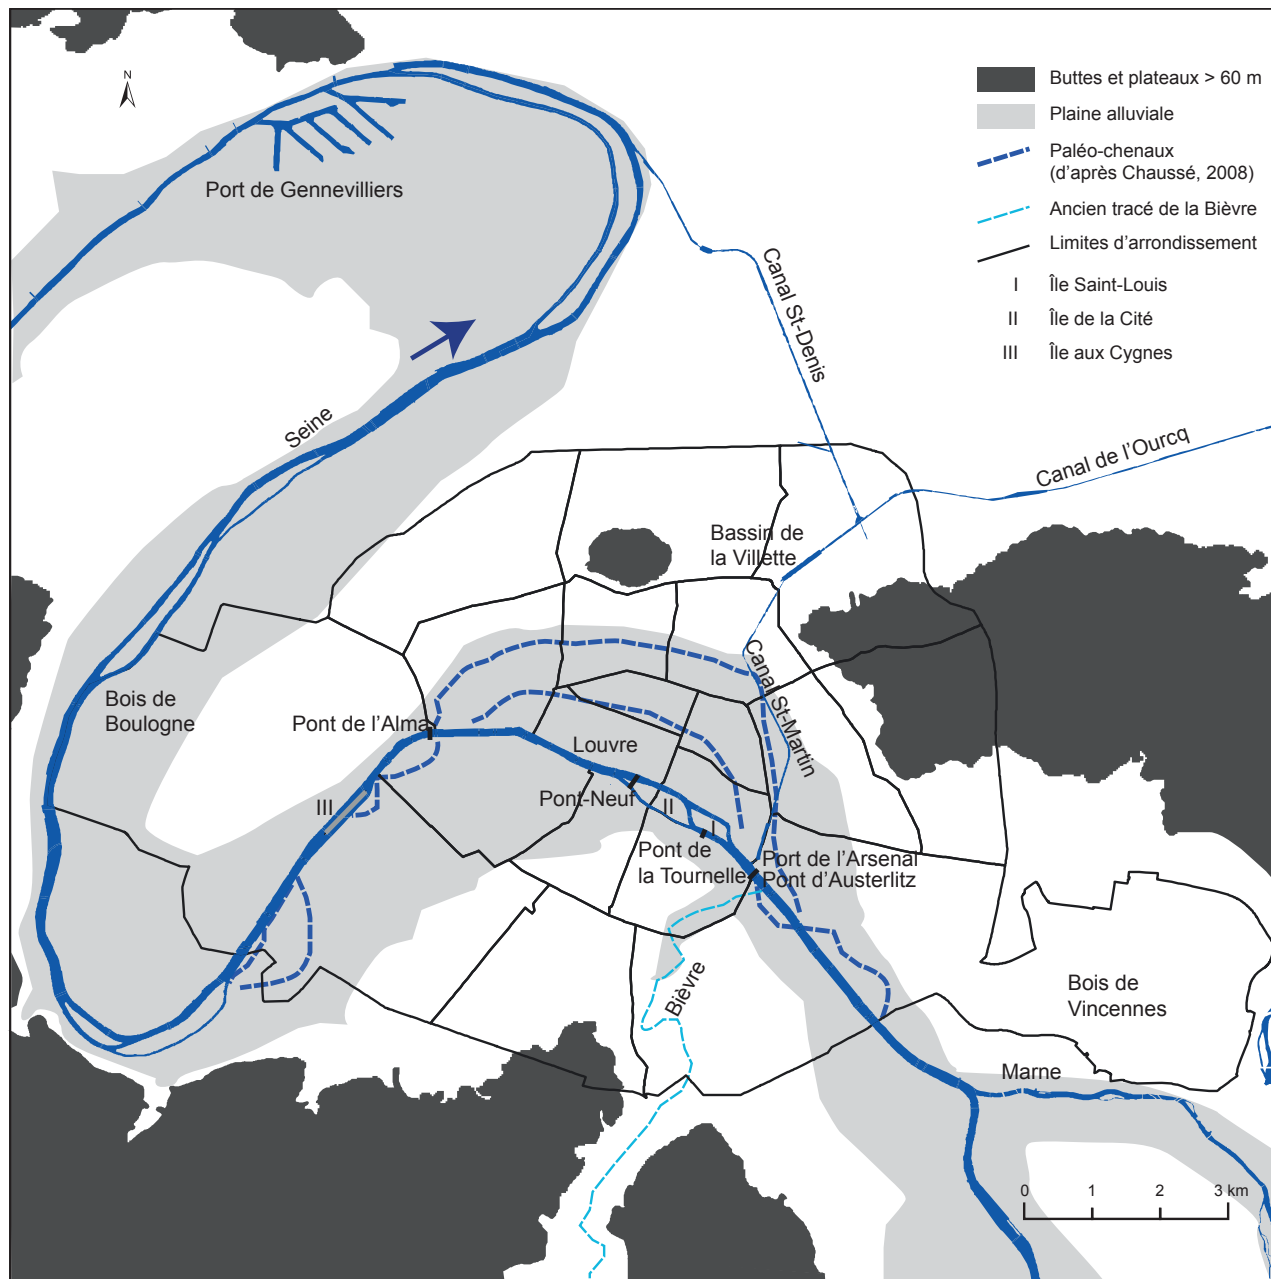 N
Buttes et plateaux > 60 m
Plaine alluviale
Paléo-chenaux
(d'après Chaussé, 2008)
Ancien tracé de la Bièvre
Limites d'arrondissement
I Île Saint-Louis
II Île de la Cité
III Île aux Cygnes
Port de Gennevilliers
Canal St-Denis
Seine
Canal de l'Ourcq
Bassin de
la Villette
Canal St-Martin
Bois de
Boulogne
Pont de l'Alma
Louvre
Pont-Neuf
III
II
I
Pont de
la Tournelle
Port de l'Arsenal
Pont d'Austerlitz
Bièvre
Bois de
Vincennes
Marne
0 1 2 3 km